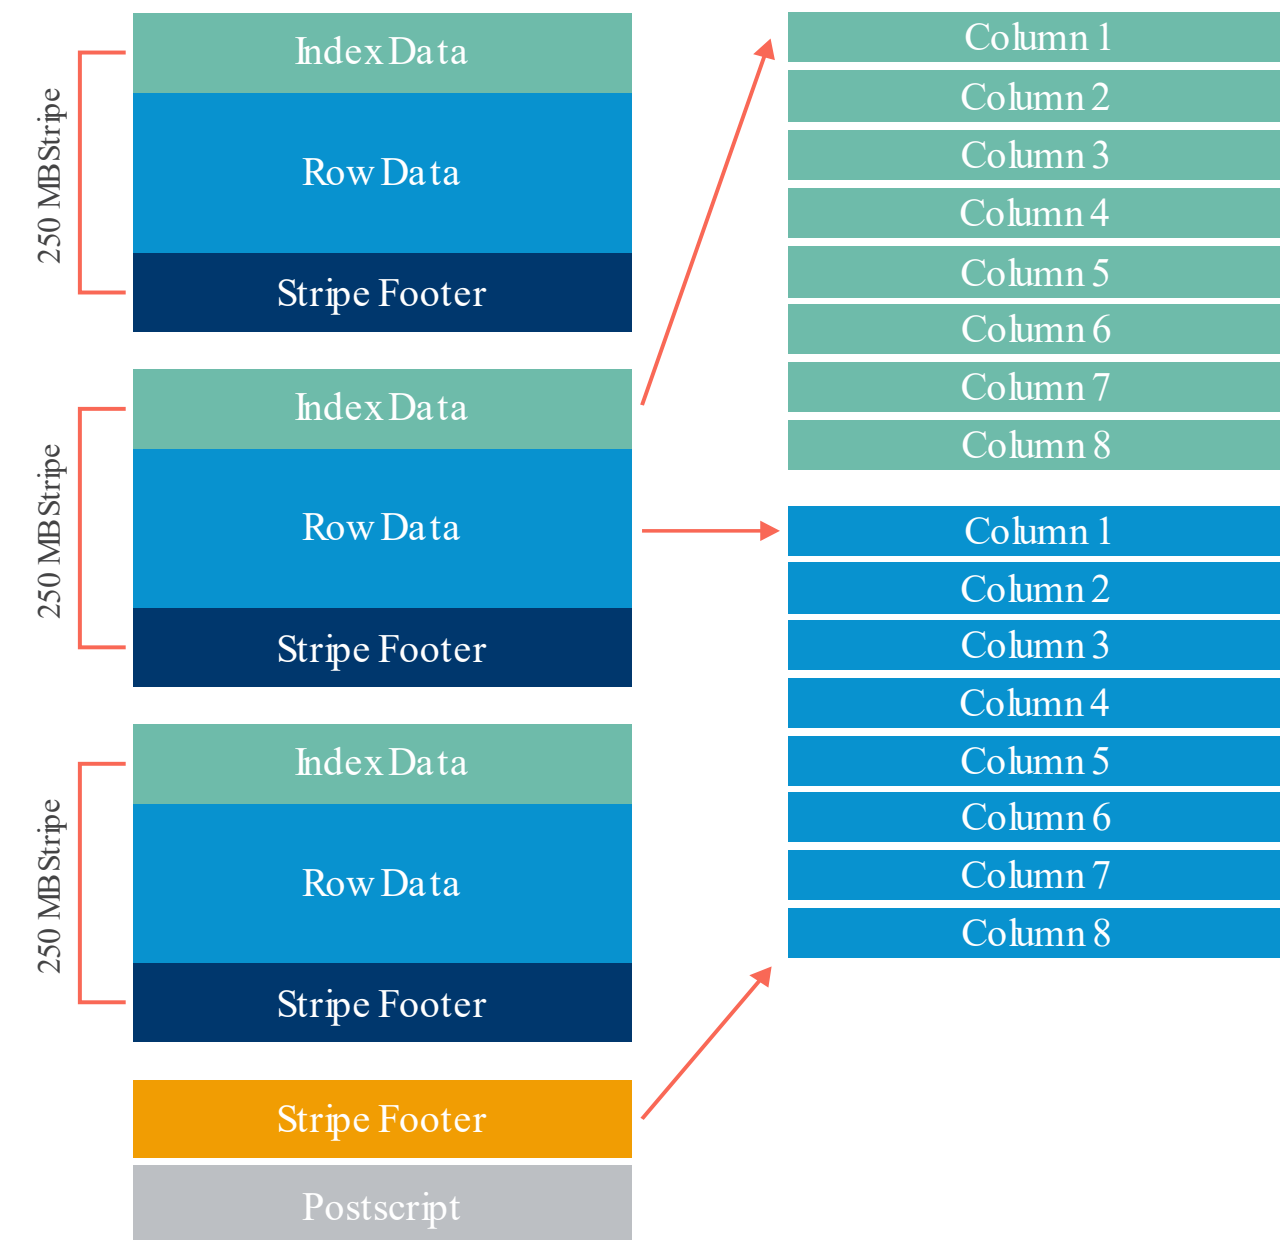 250 MB Stripe
Index Data
Row Data
Stripe Footer
250 MB Stripe
Index Data
Row Data
Stripe Footer
250 MB Stripe
Index Data
Row Data
Stripe Footer
Stripe Footer
Postscript
Column 1
Column 2
Column 3
Column 4
Column 5
Column 6
Column 7
Column 8
Column 1
Column 2
Column 3
Column 4
Column 5
Column 6
Column 7
Column 8